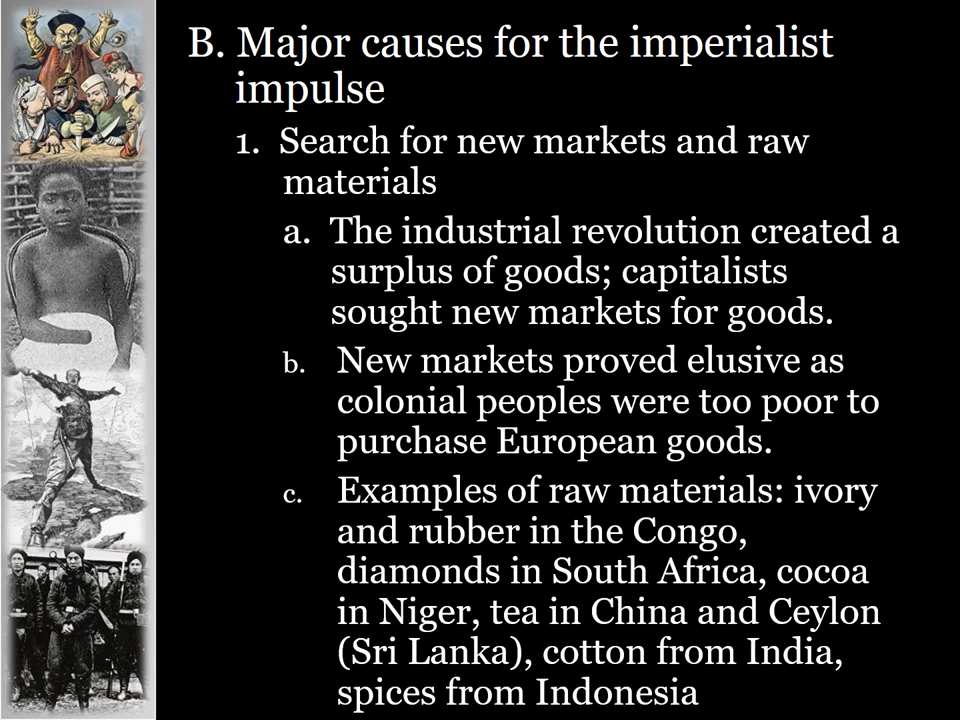 B. Major causes for the imperialist
impulse
1. Search for new markets and raw
materials
a. The industrial revolution created a
surplus of goods; capitalists
sought new markets for goods.
b. New markets proved elusive as
colonial peoples were too poor to
purchase European goods.
c. Examples of raw materials: ivory
and rubber in the Congo,
diamonds in South Africa, cocoa
in Niger, tea in China and Ceylon
(Sri Lanka), cotton from India,
spices from Indonesia